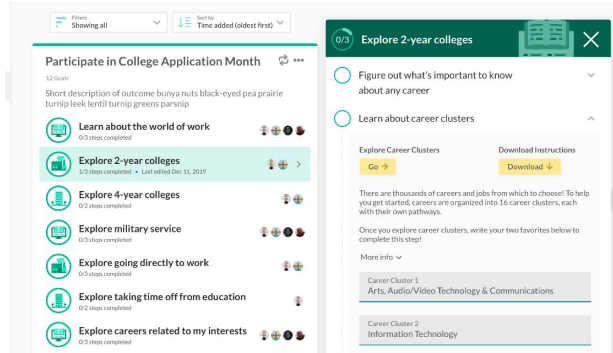 Filters
Showing all
Sort by
Time added (oldest first)
Participate in College Application Month
12 Goals
Short description of outcome bunya nuts black-eyed pea prairie
turnip leek lentil turnip greens parsnip
Learn about the world of work
0/3 steps completed
Explore 2-year colleges
1/3 steps completed • Last edited Dec 11, 2019
Explore 4-year colleges
0/2 steps completed
Explore military service
0/3 steps completed
Explore going directly to work
0/3 steps completed
Explore taking time off from education
0/2 steps completed
Explore careers related to my interests
0/3 steps completed
0/3
Explore 2-year colleges
Figure out what's important to know
about any career
Learn about career clusters
Explore Career Clusters
Download Instructions
Go →
Download ↓
There are thousands of careers and jobs from which to choose! To help
you get started, careers are organized into 16 career clusters, each
with their own pathways.
Once you explore career clusters, write your two favorites below to
complete this step!
More info
Career Cluster 1
Arts, Audio/Video Technology & Communications
Career Cluster 2
Information Technology